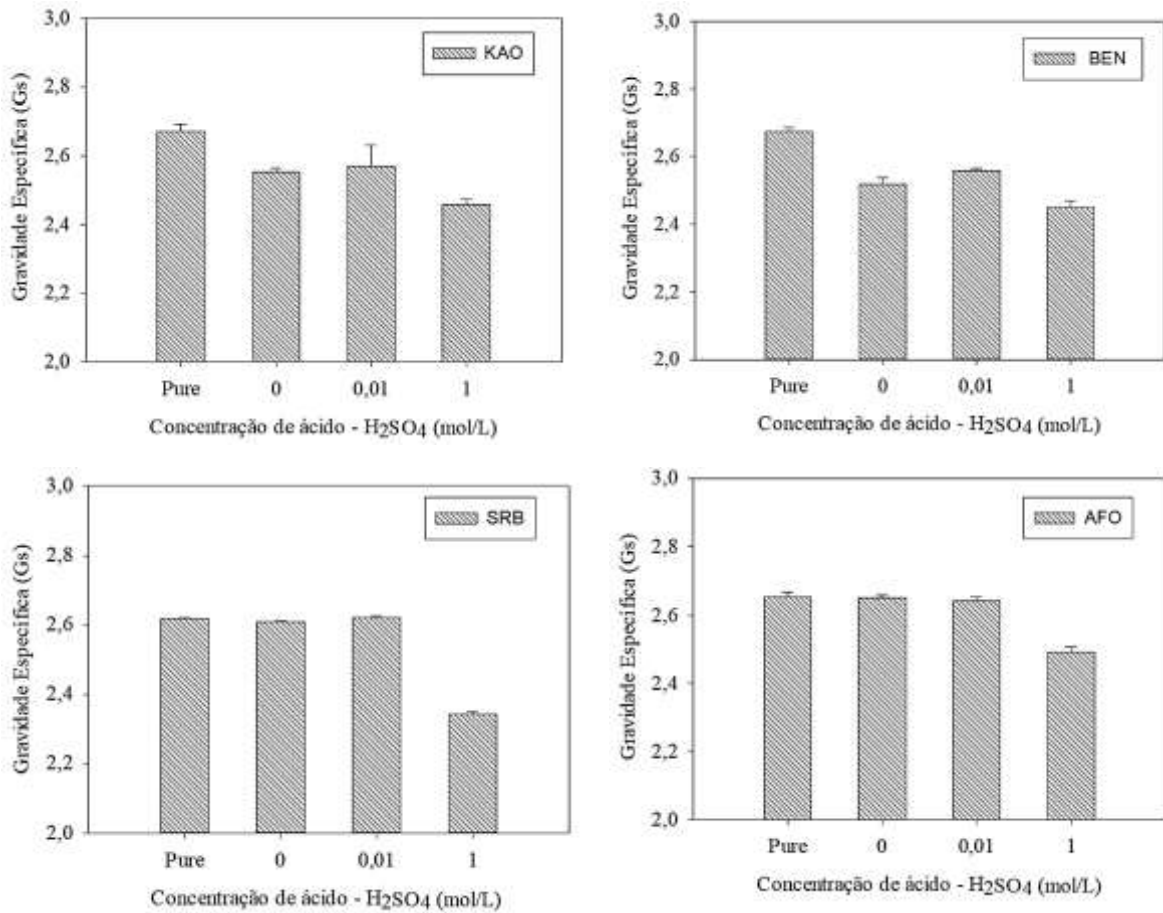 3,0
2,8
2,6
2,4
2,2
2,0
Gravidade Específica (Gs)
KAO
Pure 0 0,01 1
Concentração de ácido - H2SO4 (mol/L)
3,0
2,8
2,6
2,4
2,2
2,0
Gravidade Específica (Gs)
BEN
Pure 0 0,01 1
Concentração de ácido - H2SO4 (mol/L)
3,0
2,8
2,6
2,4
2,2
2,0
Gravidade Específica (Gs)
SRB
Pure 0 0,01 1
Concentração de ácido - H2SO4 (mol/L)
3,0
2,8
2,6
2,4
2,2
2,0
Gravidade Específica (Gs)
AFO
Pure 0 0,01 1
Concentração de ácido - H2SO4 (mol/L)